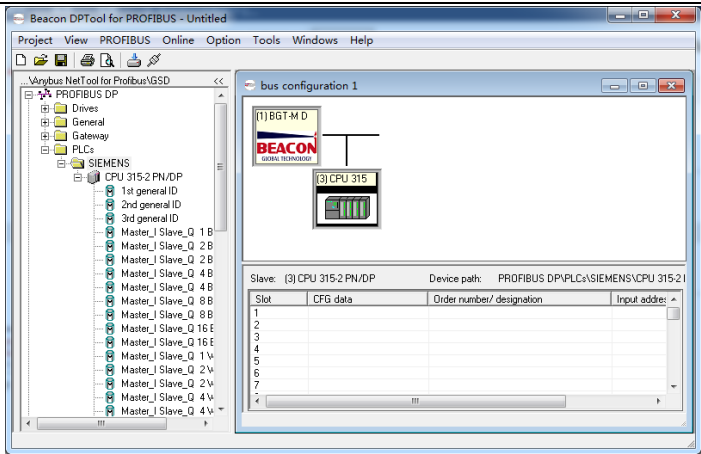 Beacon DPTool for PROFIBUS - Untitled
Project View PROFIBUS Online Option Tools Windows Help
...\Anybus NetTool for Profibus\GSD <<
PROFIBUS DP
Drives
General
Gateway
PLCs
SIEMENS
CPU 315-2 PN/DP
1st general ID
2nd general ID
3rd general ID
Master_I Slave_Q 1 B
Master_I Slave_Q 2 B
Master_I Slave_Q 2 B
Master_I Slave_Q 4 B
Master_I Slave_Q 4 B
Master_I Slave_Q 8 B
Master_I Slave_Q 8 B
Master_I Slave_Q 16 B
Master_I Slave_Q 16 B
Master_I Slave_Q 1 W
Master_I Slave_Q 2 W
Master_I Slave_Q 2 W
Master_I Slave_Q 4 W
Master_I Slave_Q 4 W
bus configuration 1
(1) BGT-M D
BEACON
GLOBAL TECHNOLOGY
(3) CPU 315
Slave: (3) CPU 315-2 PN/DP Device path: PROFIBUS DP\PLCs\SIEMENS\CPU 315-2
Slot CFG data Order number/ designation Input addres
1
2
3
4
5
6
7